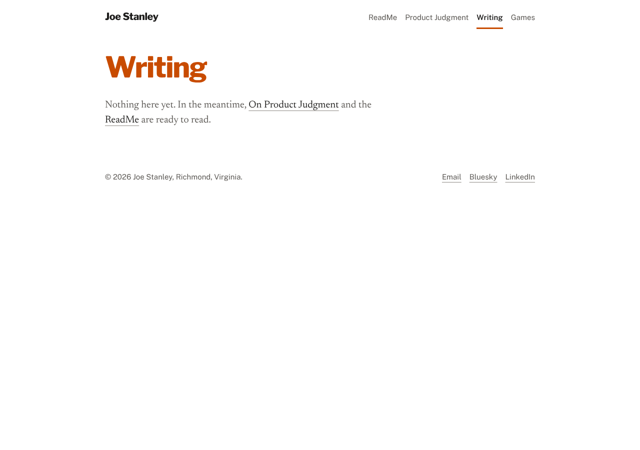 Joe Stanley
ReadMe Product Judgment Writing Games
Writing
Nothing here yet. In the meantime, On Product Judgment and the
ReadMe are ready to read.
© 2026 Joe Stanley, Richmond, Virginia.
Email Bluesky LinkedIn